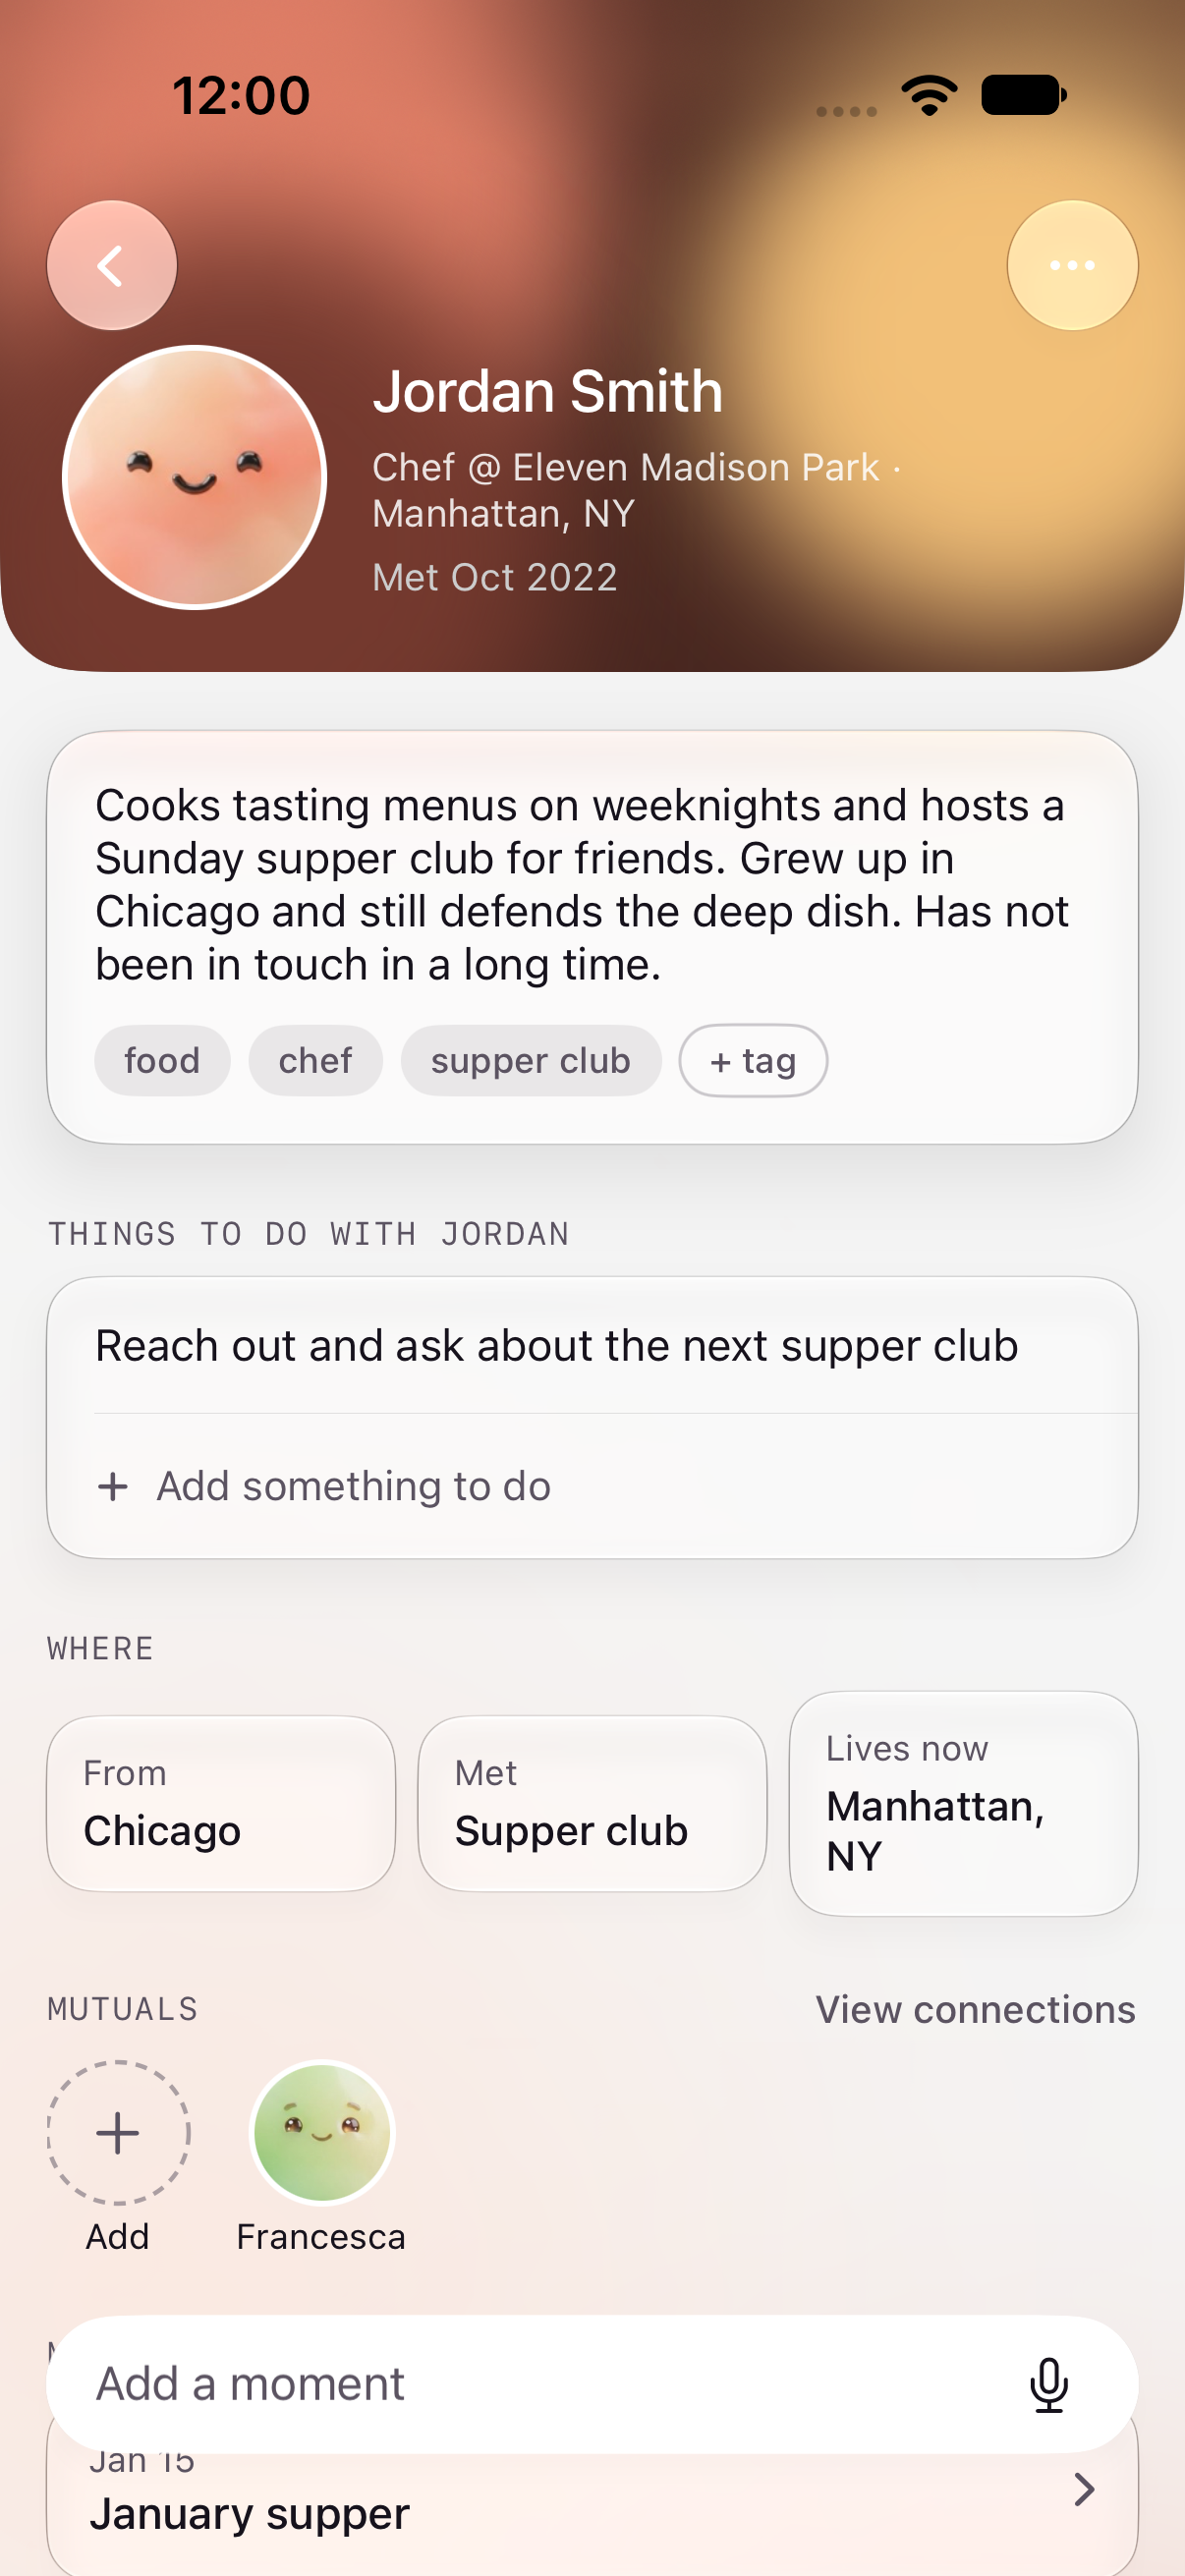 12:00
Jordan Smith
Chef @ Eleven Madison Park ·
Manhattan, NY
Met Oct 2022
Cooks tasting menus on weeknights and hosts a
Sunday supper club for friends. Grew up in
Chicago and still defends the deep dish. Has not
been in touch in a long time.
food chef supper club + tag
THINGS TO DO WITH JORDAN
Reach out and ask about the next supper club
+ Add something to do
WHERE
From
Chicago
Met
Supper club
Lives now
Manhattan,
NY
MUTUALS
View connections
Add
Francesca
Add a moment
Jan 15
January supper